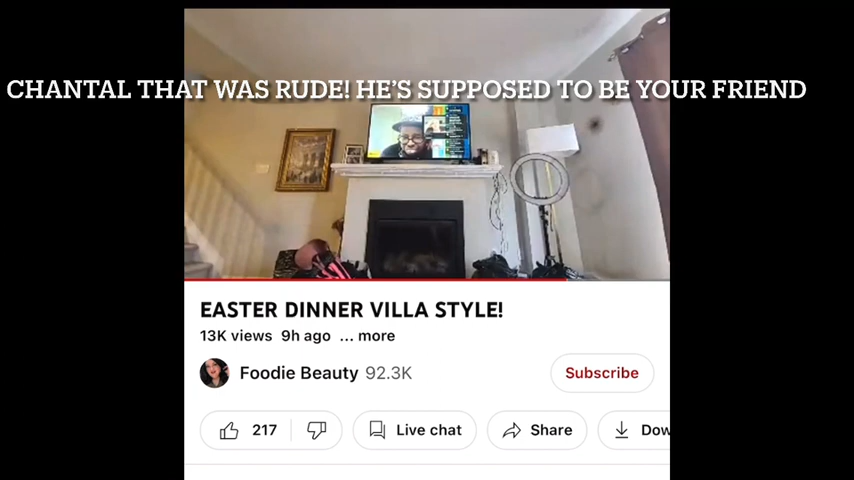 CHANTAL THAT WAS RUDE! HE'S SUPPOSED TO BE YOUR FRIEND
EASTER DINNER VILLA STYLE!
13K views 9h ago ... more
Foodie Beauty 92.3K
Subscribe
217
Live chat
Share
Dow